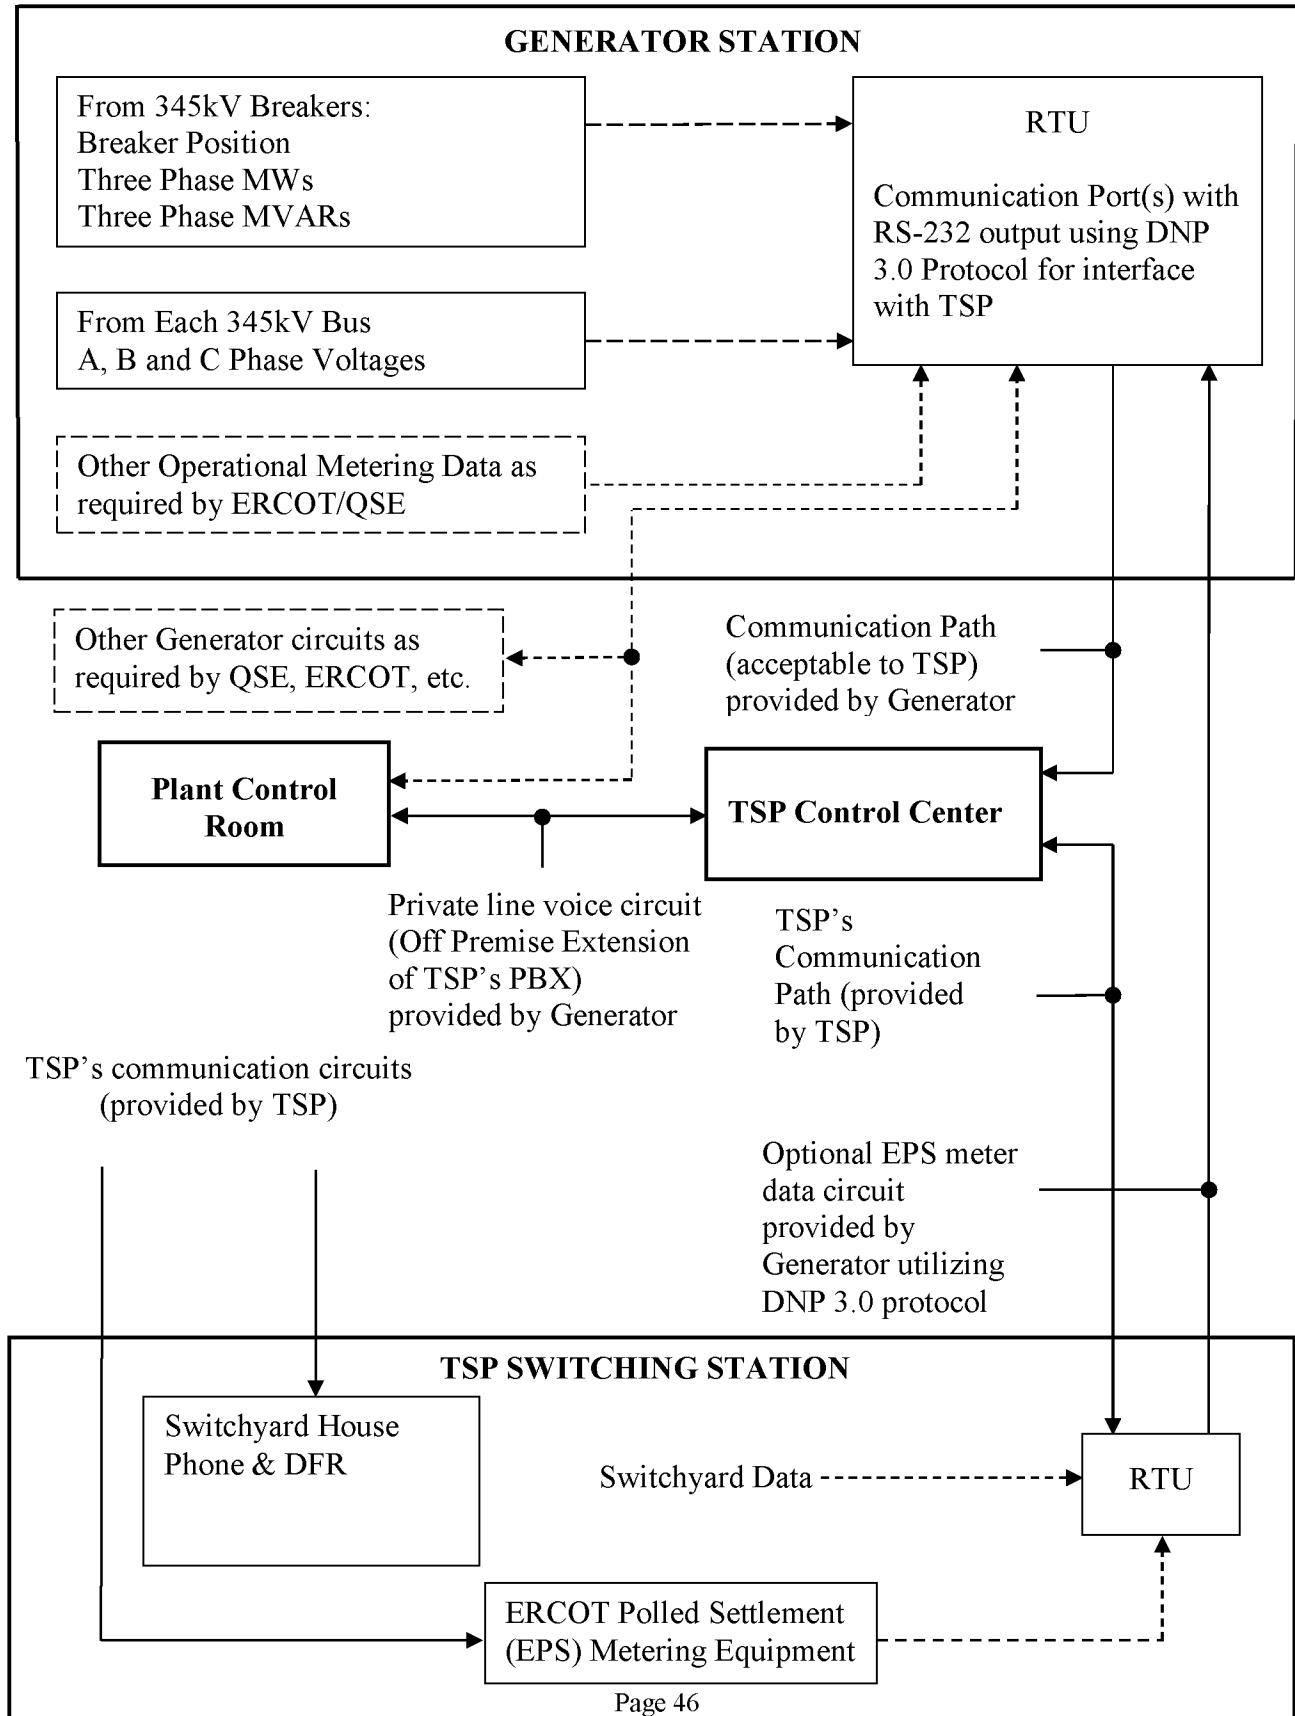 GENERATOR STATION
From 345kV Breakers:
Breaker Position
Three Phase MWs
Three Phase MVARs
RTU
Communication Port(s) with
RS-232 output using DNP
3.0 Protocol for interface
with TSP
From Each 345kV Bus
A, B and C Phase Voltages
Other Operational Metering Data as
required by ERCOT/QSE
Other Generator circuits as
required by QSE, ERCOT, etc.
Communication Path
(acceptable to TSP)
provided by Generator
Plant Control
Room
TSP Control Center
Private line voice circuit
(Off Premise Extension
of TSP's PBX)
provided by Generator
TSP's
Communication
Path (provided
by TSP)
TSP's communication circuits
(provided by TSP)
Optional EPS meter
data circuit
provided by
Generator utilizing
DNP 3.0 protocol
TSP SWITCHING STATION
Switchyard House
Phone & DFR
Switchyard Data
RTU
ERCOT Polled Settlement
(EPS) Metering Equipment
Page 46